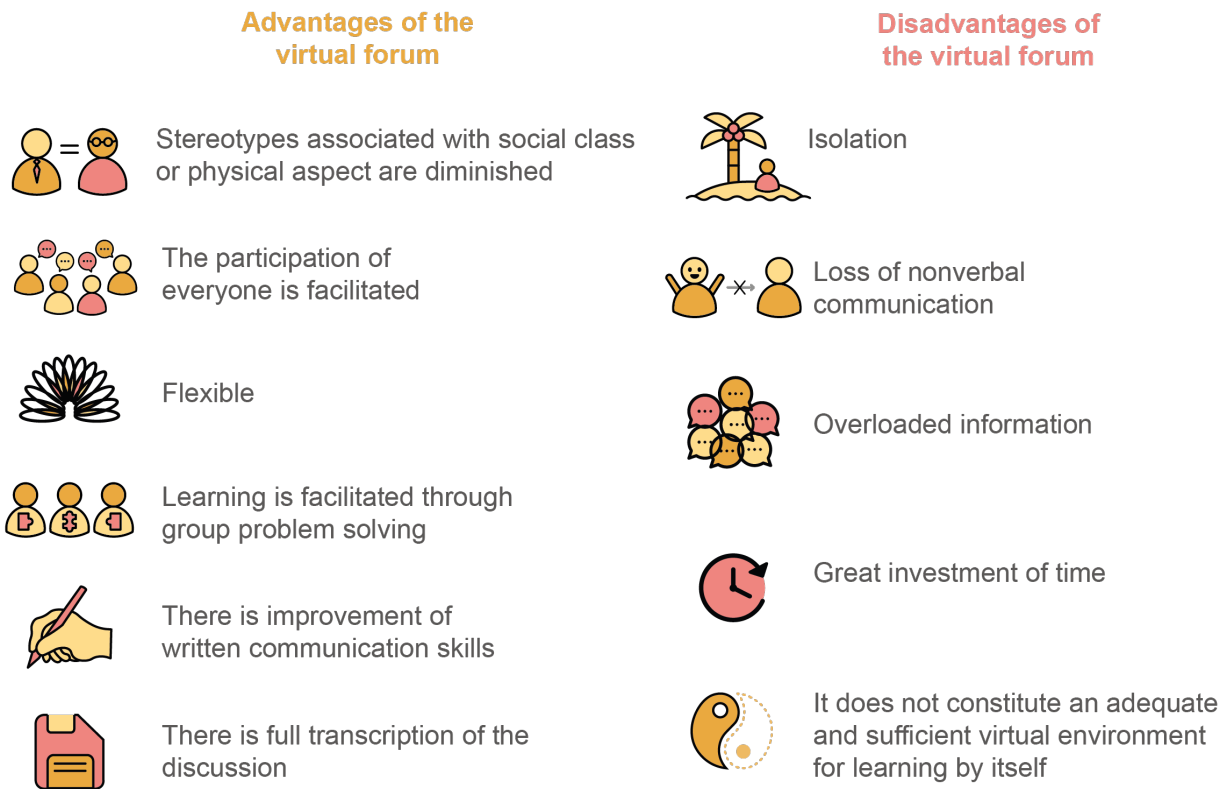 Advantages of the
virtual forum
Stereotypes associated with social class
or physical aspect are diminished
The participation of
everyone is facilitated
Flexible
Learning is facilitated through
group problem solving
There is improvement of
written communication skills
There is full transcription of the
discussion
Disadvantages of
the virtual forum
Isolation
Loss of nonverbal
communication
Overloaded information
Great investment of time
It does not constitute an adequate
and sufficient virtual environment
for learning by itself